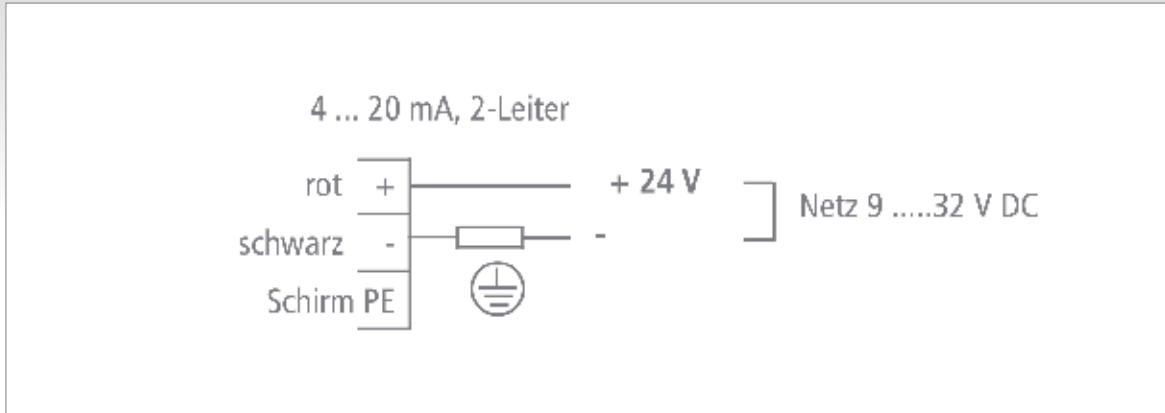 4 ... 20 mA, 2-Leiter
rot + + 24 V
Netz 9 .....32 V DC
schwarz - -
Schirm PE